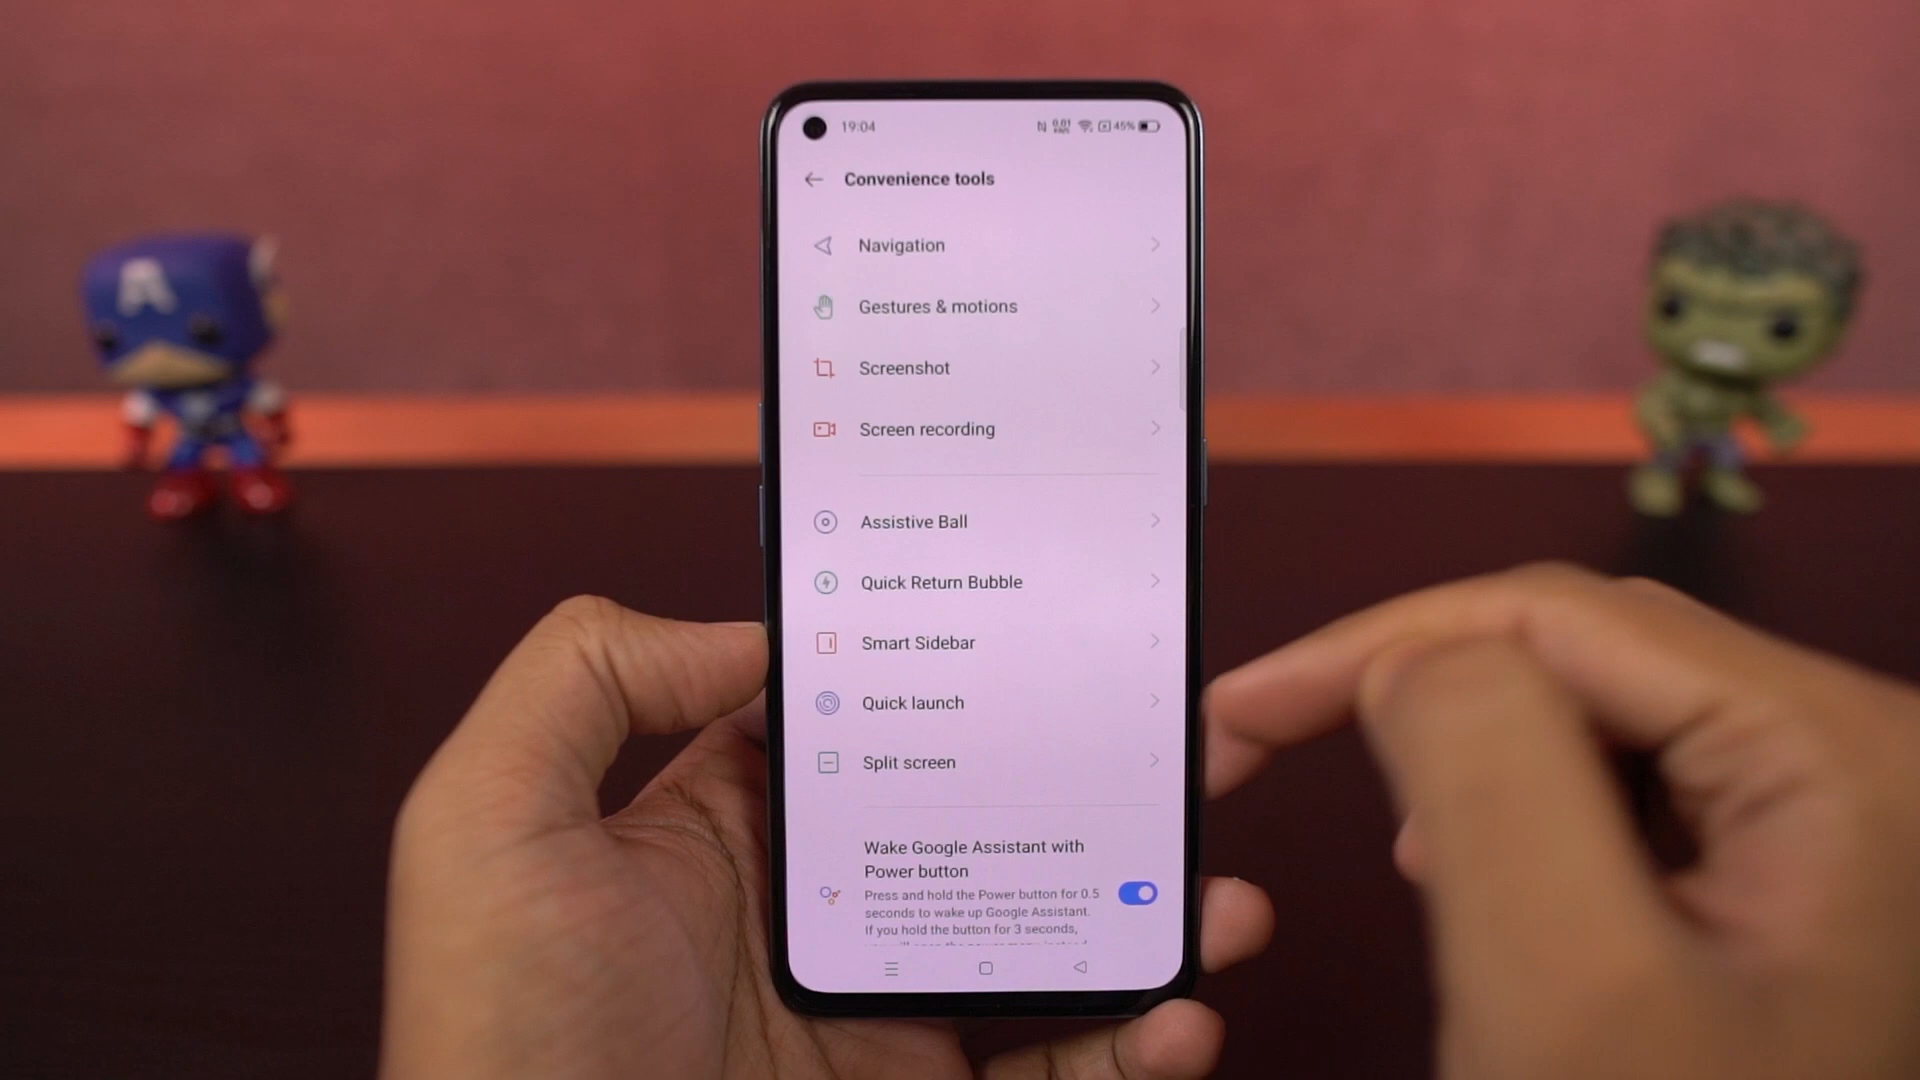 19:04 0.01 45%
Convenience tools
Navigation
Gestures & motions
Screenshot
Screen recording
Assistive Ball
Quick Return Bubble
Smart Sidebar
Quick launch
Split screen
Wake Google Assistant with
Power button
Press and hold the Power button for 0.5
seconds to wake up Google Assistant.
If you hold the button for 3 seconds,
A